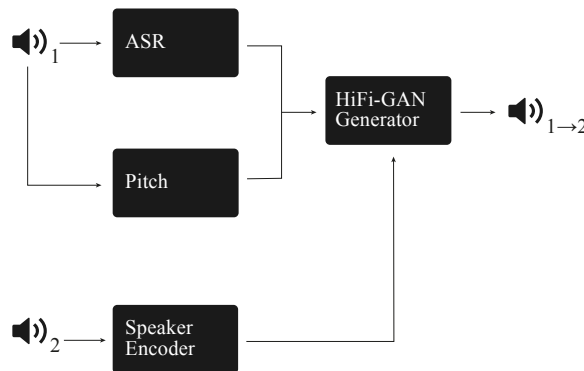 1
ASR
HiFi-GAN
Generator
1→2
Pitch
2
Speaker
Encoder